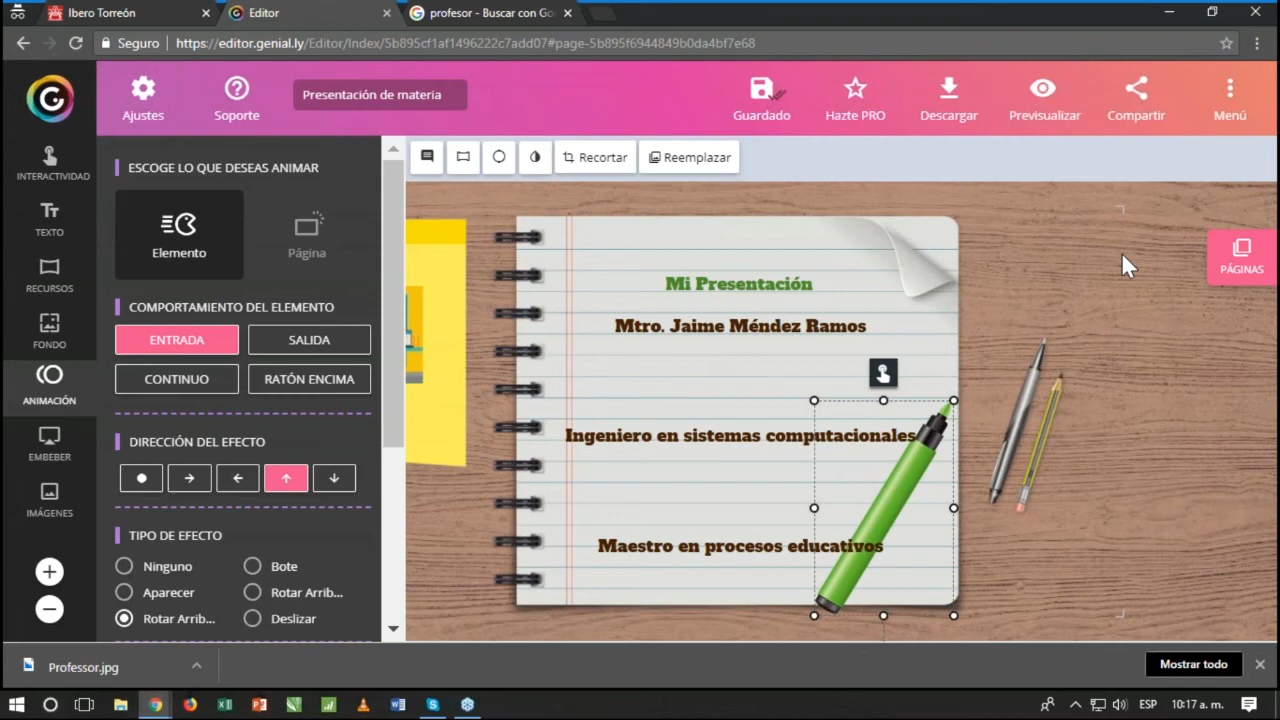 Ibero Torreón
Editor
profesor - Buscar con Go
Seguro
https://editor.genial.ly/Editor/Index/5b895cf1af1496222c7add07#page-5b895f6944849b0da4bf7e68
Ajustes
Soporte
Presentación de materia
Guardado
Hazte PRO
Descargar
Previsualizar
Compartir
Menú
INTERACTIVIDAD
TEXTO
RECURSOS
FONDO
ANIMACIÓN
EMBEBER
IMÁGENES
ESCOGE LO QUE DESEAS ANIMAR
Elemento
Página
COMPORTAMIENTO DEL ELEMENTO
ENTRADA
SALIDA
CONTINUO
RATÓN ENCIMA
DIRECCIÓN DEL EFECTO
TIPO DE EFECTO
Ninguno
Bote
Aparecer
Rotar Arrib...
Rotar Arrib...
Deslizar
Recortar
Reemplazar
Mi Presentación
Mtro. Jaime Méndez Ramos
Ingeniero en sistemas computacionales
Maestro en procesos educativos
PÁGINAS
Professor.jpg
Mostrar todo
ESP
10:17 a. m.